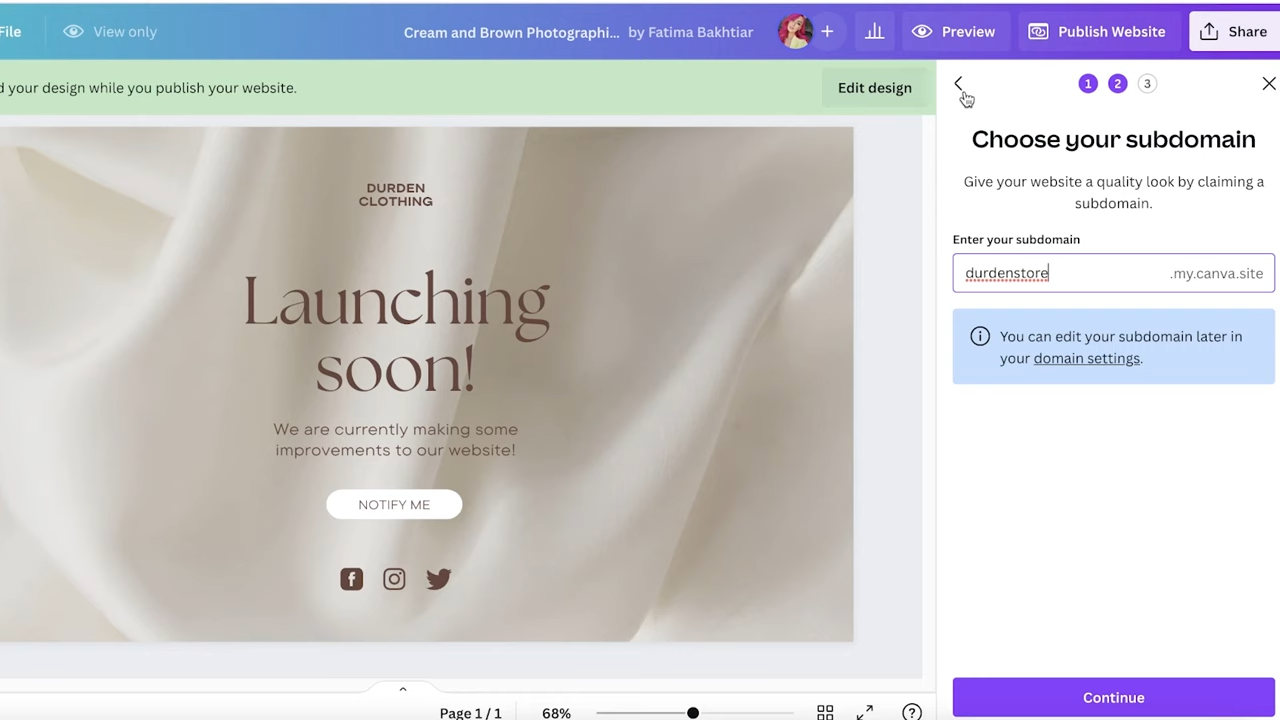 File
View only
Cream and Brown Photographi... by Fatima Bakhtiar
+
Preview
Publish Website
Share
d your design while you publish your website.
Edit design
1 2 3
Choose your subdomain
Give your website a quality look by claiming a
subdomain.
Enter your subdomain
durdenstore .my.canva.site
You can edit your subdomain later in
your domain settings.
Continue
DURDEN
CLOTHING
Launching
soon!
We are currently making some
improvements to our website!
NOTIFY ME
Page 1 / 1
68%